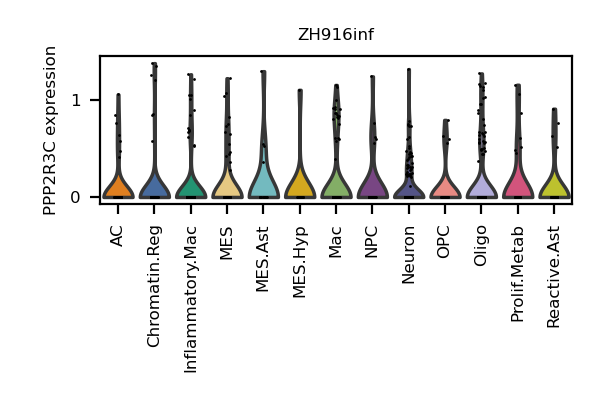 ZH916inf
PPP2R3C expression
1
0
AC
Chromatin.Reg
Inflammatory.Mac
MES
MES.Ast
MES.Hyp
Mac
NPC
Neuron
OPC
Oligo
Prolif.Metab
Reactive.Ast